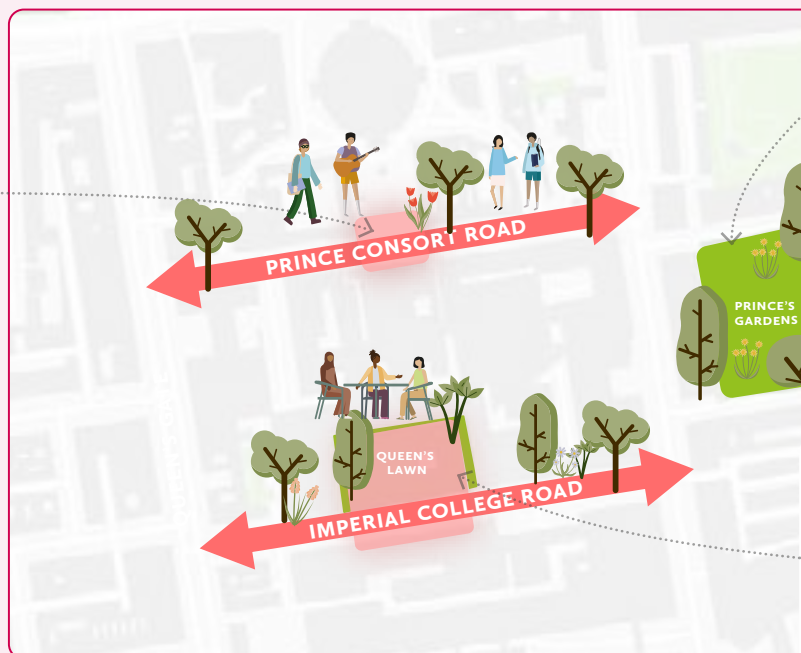 PRINCE CONSORT ROAD
PRINCE'S
GARDENS
QUEEN'S
LAWN
IMPERIAL COLLEGE ROAD